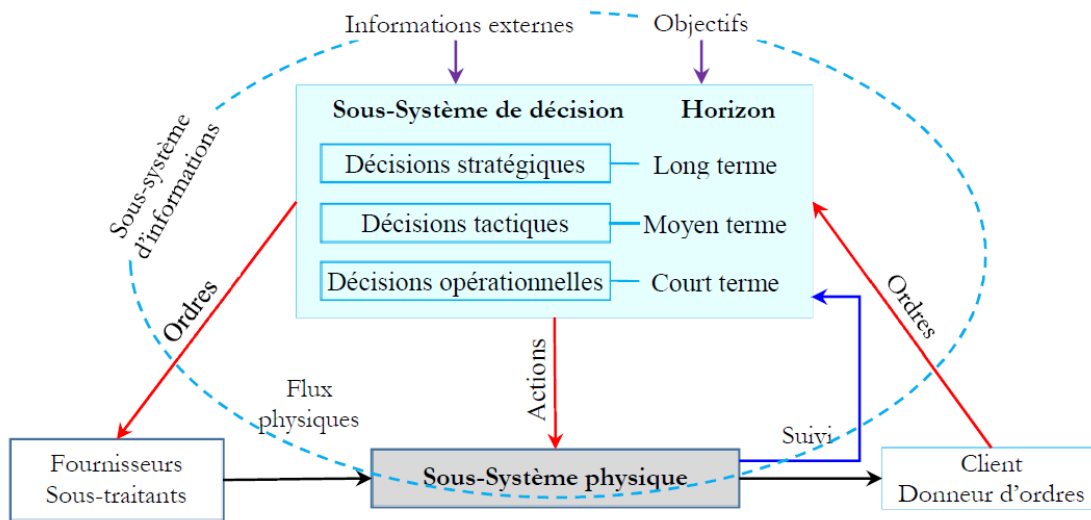 Informations externes
Objectifs
Sous-Système de décision
Horizon
Décisions stratégiques
Long terme
Décisions tactiques
Moyen terme
Décisions opérationnelles
Court terme
Sous-système
d'informations
Ordres
Ordres
Actions
Flux
physiques
Suivi
Fournisseurs
Sous-traitants
Sous-Système physique
Client
Donneur d'ordres